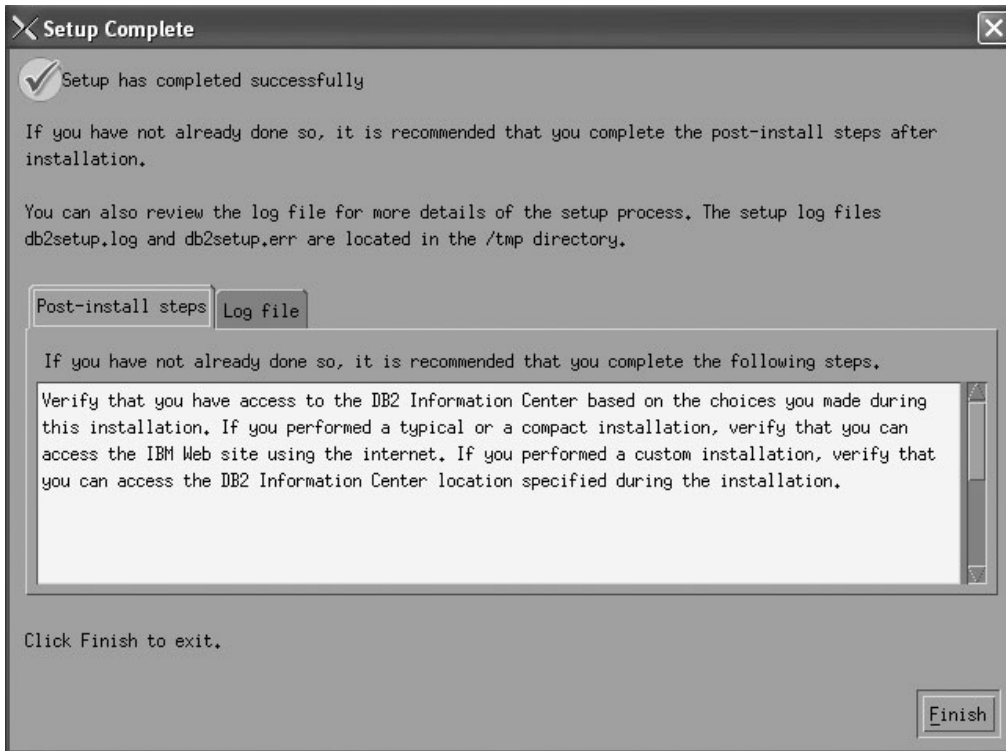 Setup Complete
Setup has completed successfully
If you have not already done so, it is recommended that you complete the post-install steps after
installation.
You can also review the log file for more details of the setup process. The setup log files
db2setup.log and db2setup.err are located in the /tmp directory.
Post-install steps
Log file
If you have not already done so, it is recommended that you complete the following steps.
Verify that you have access to the DB2 Information Center based on the choices you made during
this installation. If you performed a typical or a compact installation, verify that you can
access the IBM Web site using the internet. If you performed a custom installation, verify that
you can access the DB2 Information Center location specified during the installation.
Click Finish to exit.
Finish